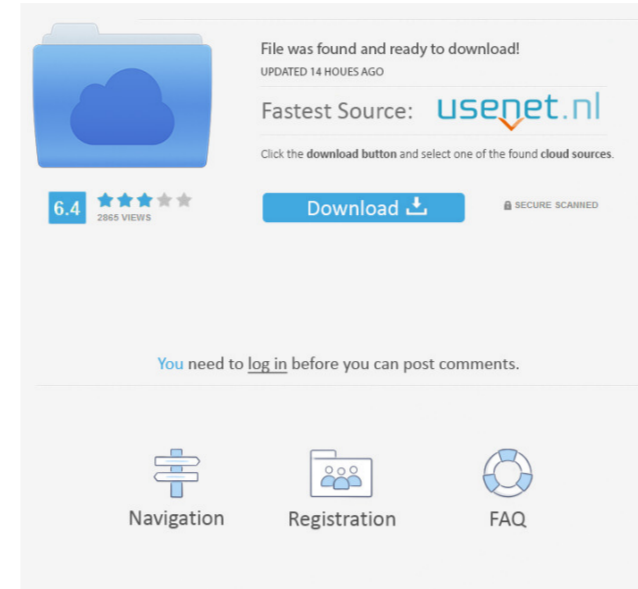 File was found and ready to download!
UPDATED 14 HOUES AGO
Fastest Source: usenet.nl
Click the download button and select one of the found cloud sources.
6.4
2865 VIEWS
Download
SECURE SCANNED
You need to log in before you can post comments.
Navigation
Registration
FAQ